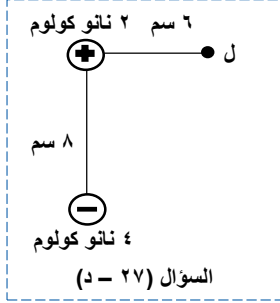 ٦ سم ٢ نانو كولوم
+ ل
٨ سم
−
٤ نانو كولوم
السؤال (٢٧ – د)